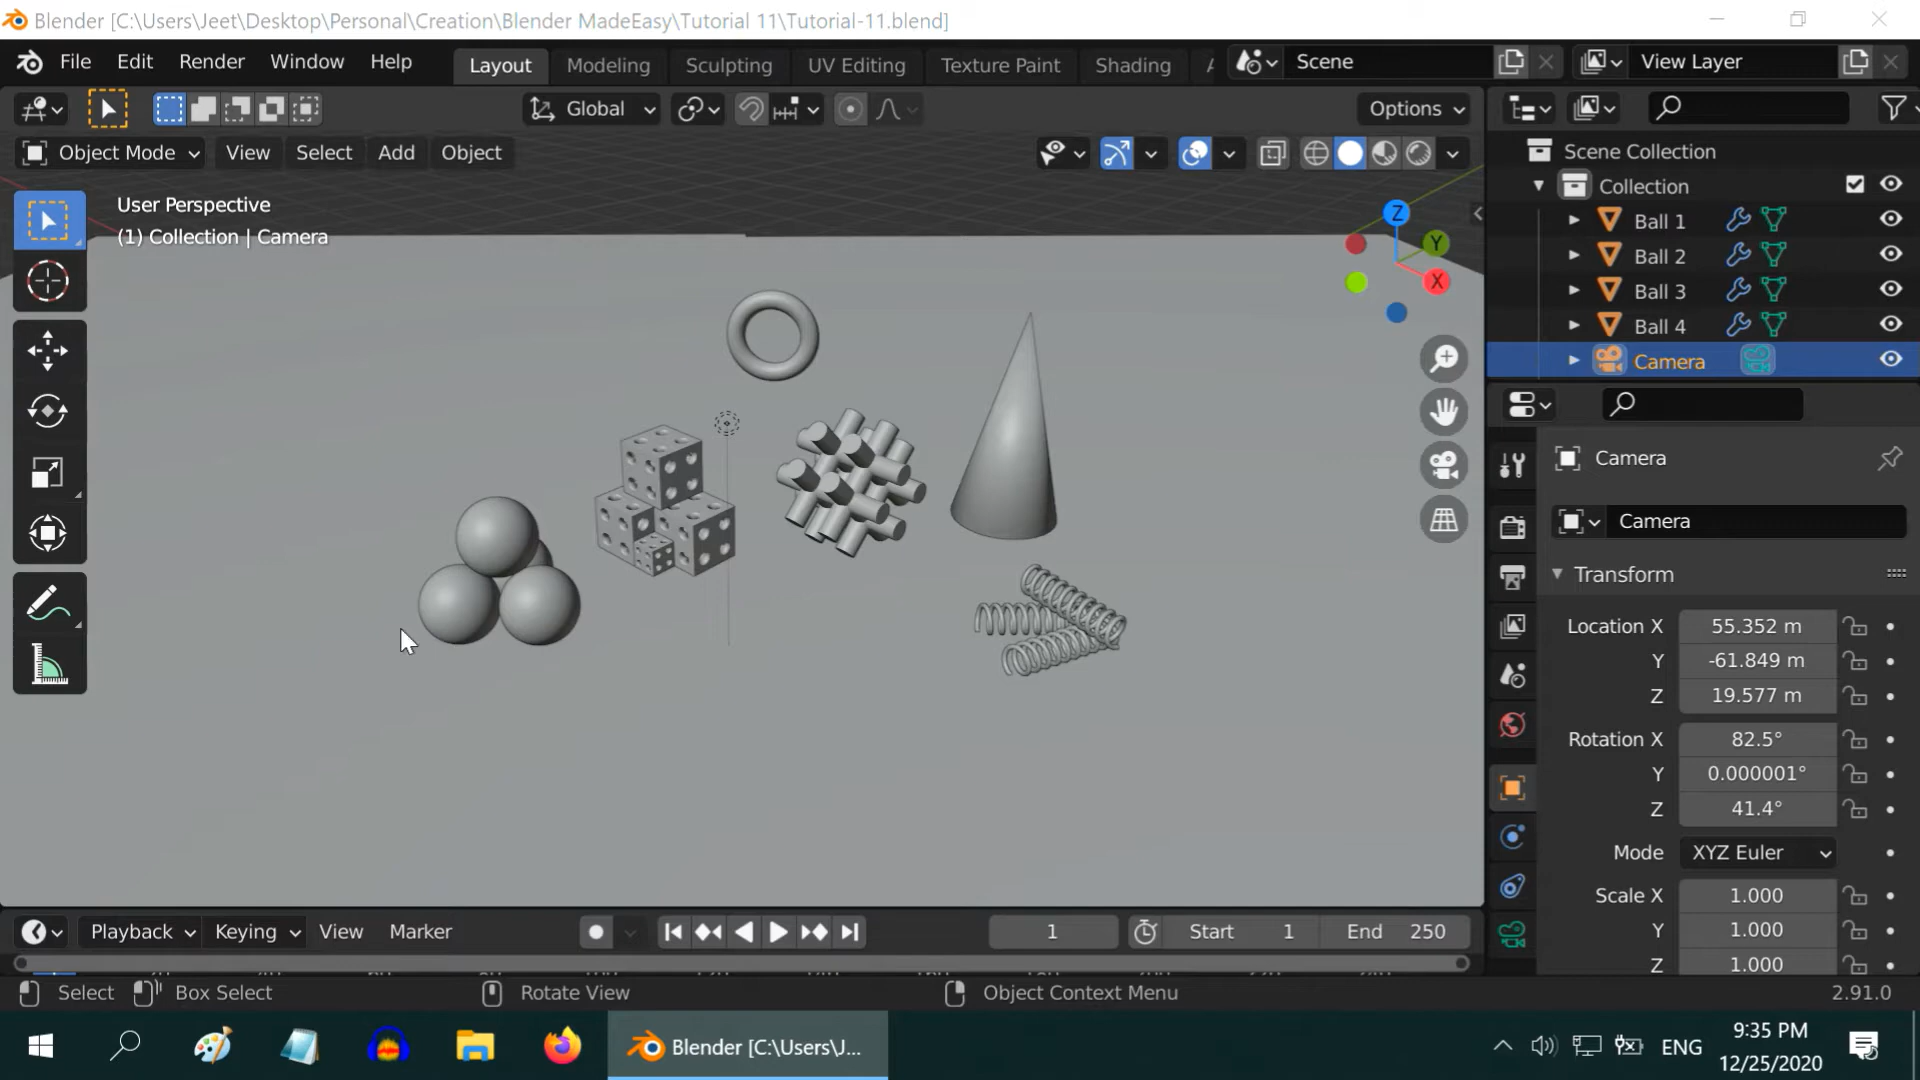 Blender [C:\Users\Jeet\Desktop\Personal\Creation\Blender MadeEasy\Tutorial 11\Tutorial-11.blend]
File Edit Render Window Help Layout Modeling Sculpting UV Editing Texture Paint Shading Scene View Layer
Global Options
Object Mode View Select Add Object
User Perspective
(1) Collection | Camera
Z
Y
X
Scene Collection
Collection
Ball 1
Ball 2
Ball 3
Ball 4
Camera
Camera
Camera
Transform
Location X 55.352 m
Y -61.849 m
Z 19.577 m
Rotation X 82.5°
Y 0.000001°
Z 41.4°
Mode XYZ Euler
Scale X 1.000
Y 1.000
Z 1.000
Playback Keying View Marker 1 Start 1 End 250
Select Box Select Rotate View Object Context Menu 2.91.0
Blender [C:\Users\J... ENG 9:35 PM
12/25/2020